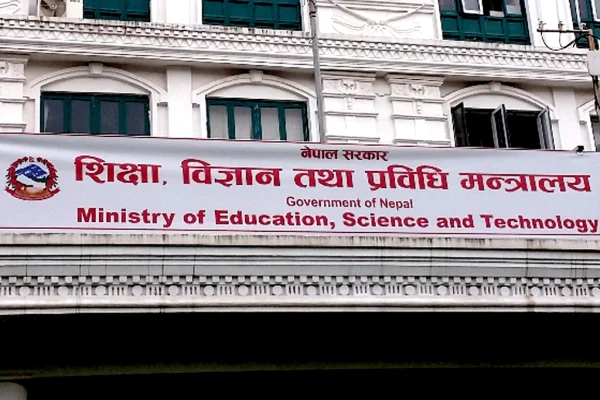 नेपाल सरकार
शिक्षा, विज्ञान तथा प्रविधि मन्त्रालय
Government of Nepal
Ministry of Education, Science and Technology